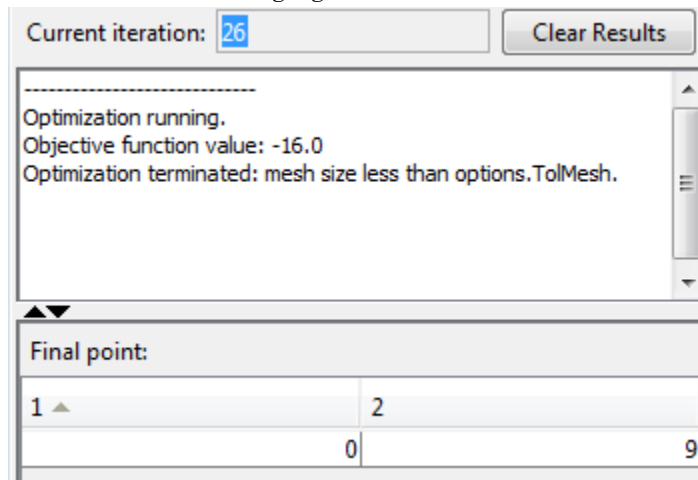 Current iteration: 26 Clear Results
------------------------------
Optimization running.
Objective function value: -16.0
Optimization terminated: mesh size less than options.TolMesh.
Final point:
1 2
0 9